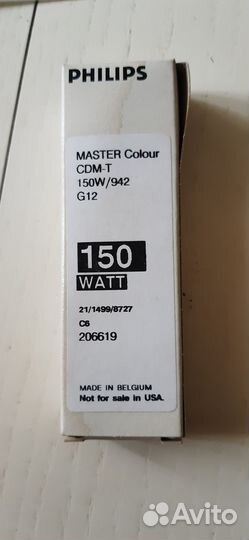 PHILIPS
MASTER Colour
CDM-T
150W/942
G12
150
WATT
21/1499/8727
C6
206619
MADE IN BELGIUM
Not for sale in USA.
Avito